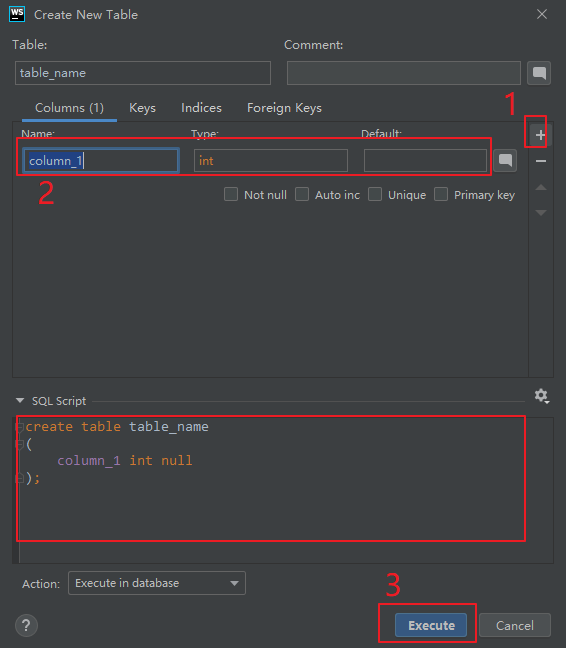 WS Create New Table
Table: Comment:
table_name
Columns (1) Keys Indices Foreign Keys 1
Name: Type: Default: +
column_1 int
2 Not null Auto inc Unique Primary key
SQL Script
create table table_name
(
column_1 int null
);
Action: Execute in database
3
? Execute Cancel